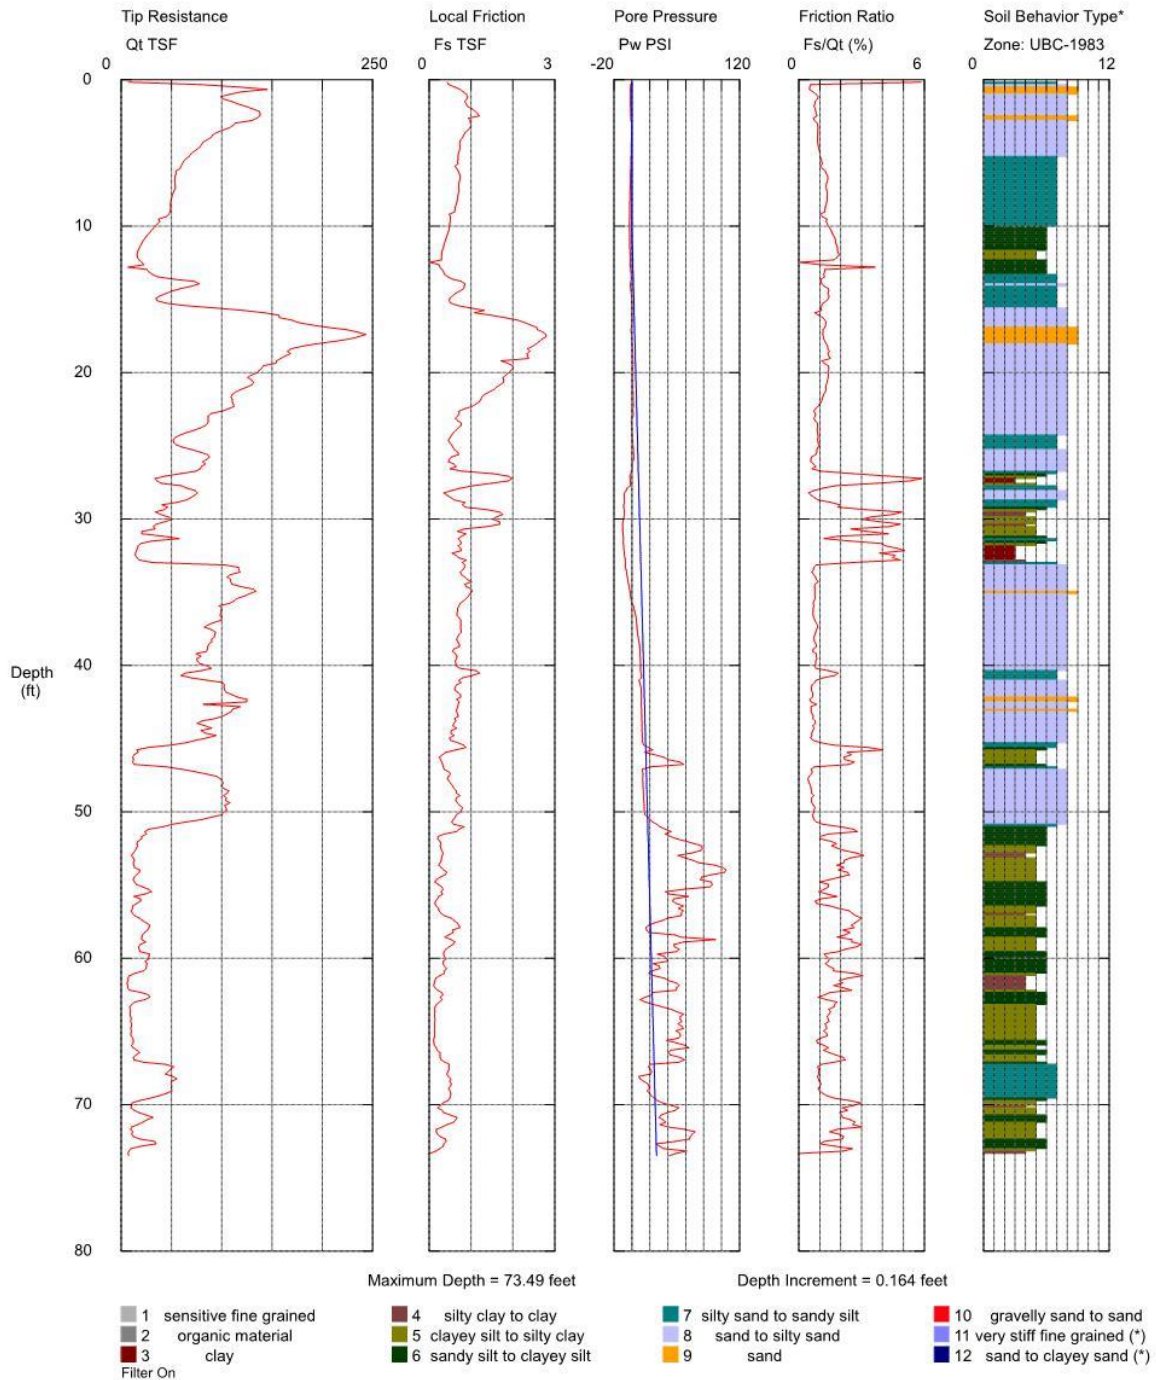 Tip Resistance Local Friction Pore Pressure Friction Ratio Soil Behavior Type*
Qt TSF Fs TSF Pw PSI Fs/Qt (%) Zone: UBC-1983
0 250 0 3 -20 120 0 6 0 12
0
10
20
30
40
Depth
(ft)
50
60
70
80
Maximum Depth = 73.49 feet Depth Increment = 0.164 feet
1 sensitive fine grained 4 silty clay to clay 7 silty sand to sandy silt 10 gravelly sand to sand
2 organic material 5 clayey silt to silty clay 8 sand to silty sand 11 very stiff fine grained (*)
3 clay 6 sandy silt to clayey silt 9 sand 12 sand to clayey sand (*)
Filter On